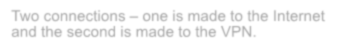 Two connections – one is made to the Internet
and the second is made to the VPN.